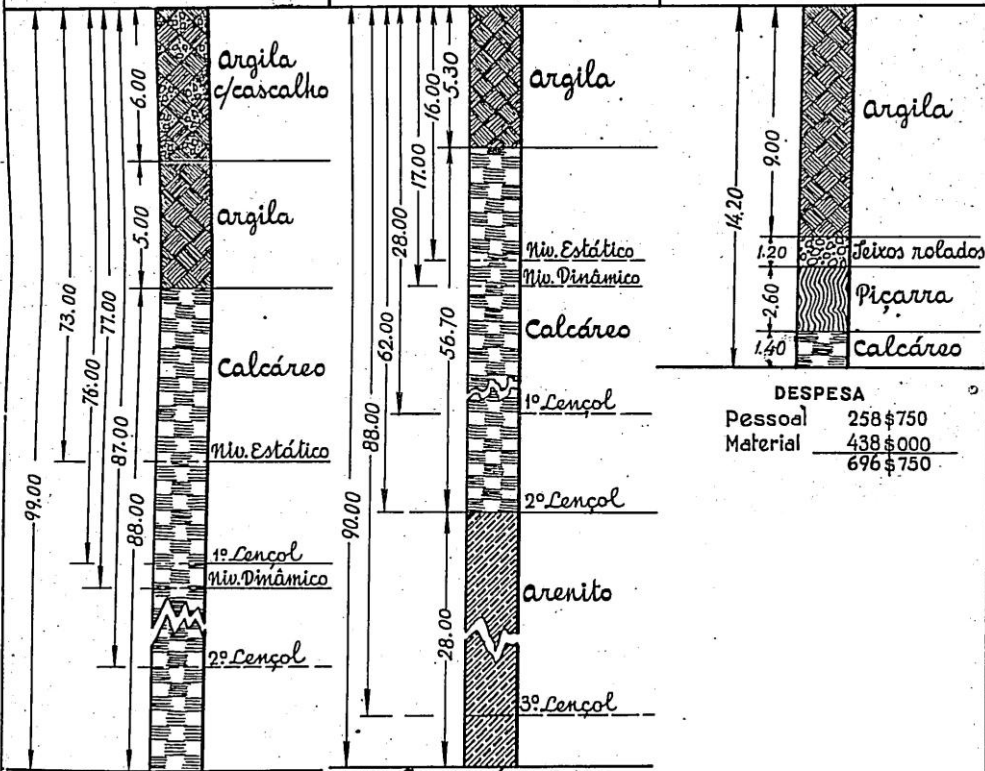 6.00
Argila
c/cascalho
5.00
Argila
73.00
76.00
77.00
87.00
88.00
99.00
Calcáreo
Niv. Estático
1º Lençol
Niv. Dinâmico
2º Lençol
5.30
16.00
17.00
28.00
62.00
88.00
90.00
56.70
28.00
Argila
Niv. Estático
Niv. Dinâmico
Calcáreo
1º Lençol
2º Lençol
Arenito
3º Lençol
14.20
9.00
Argila
1.20
Seixos rolados
2.60
Piçarra
1.40
Calcáreo
DESPESA
Pessoal 258$750
Material 438$000
696$750